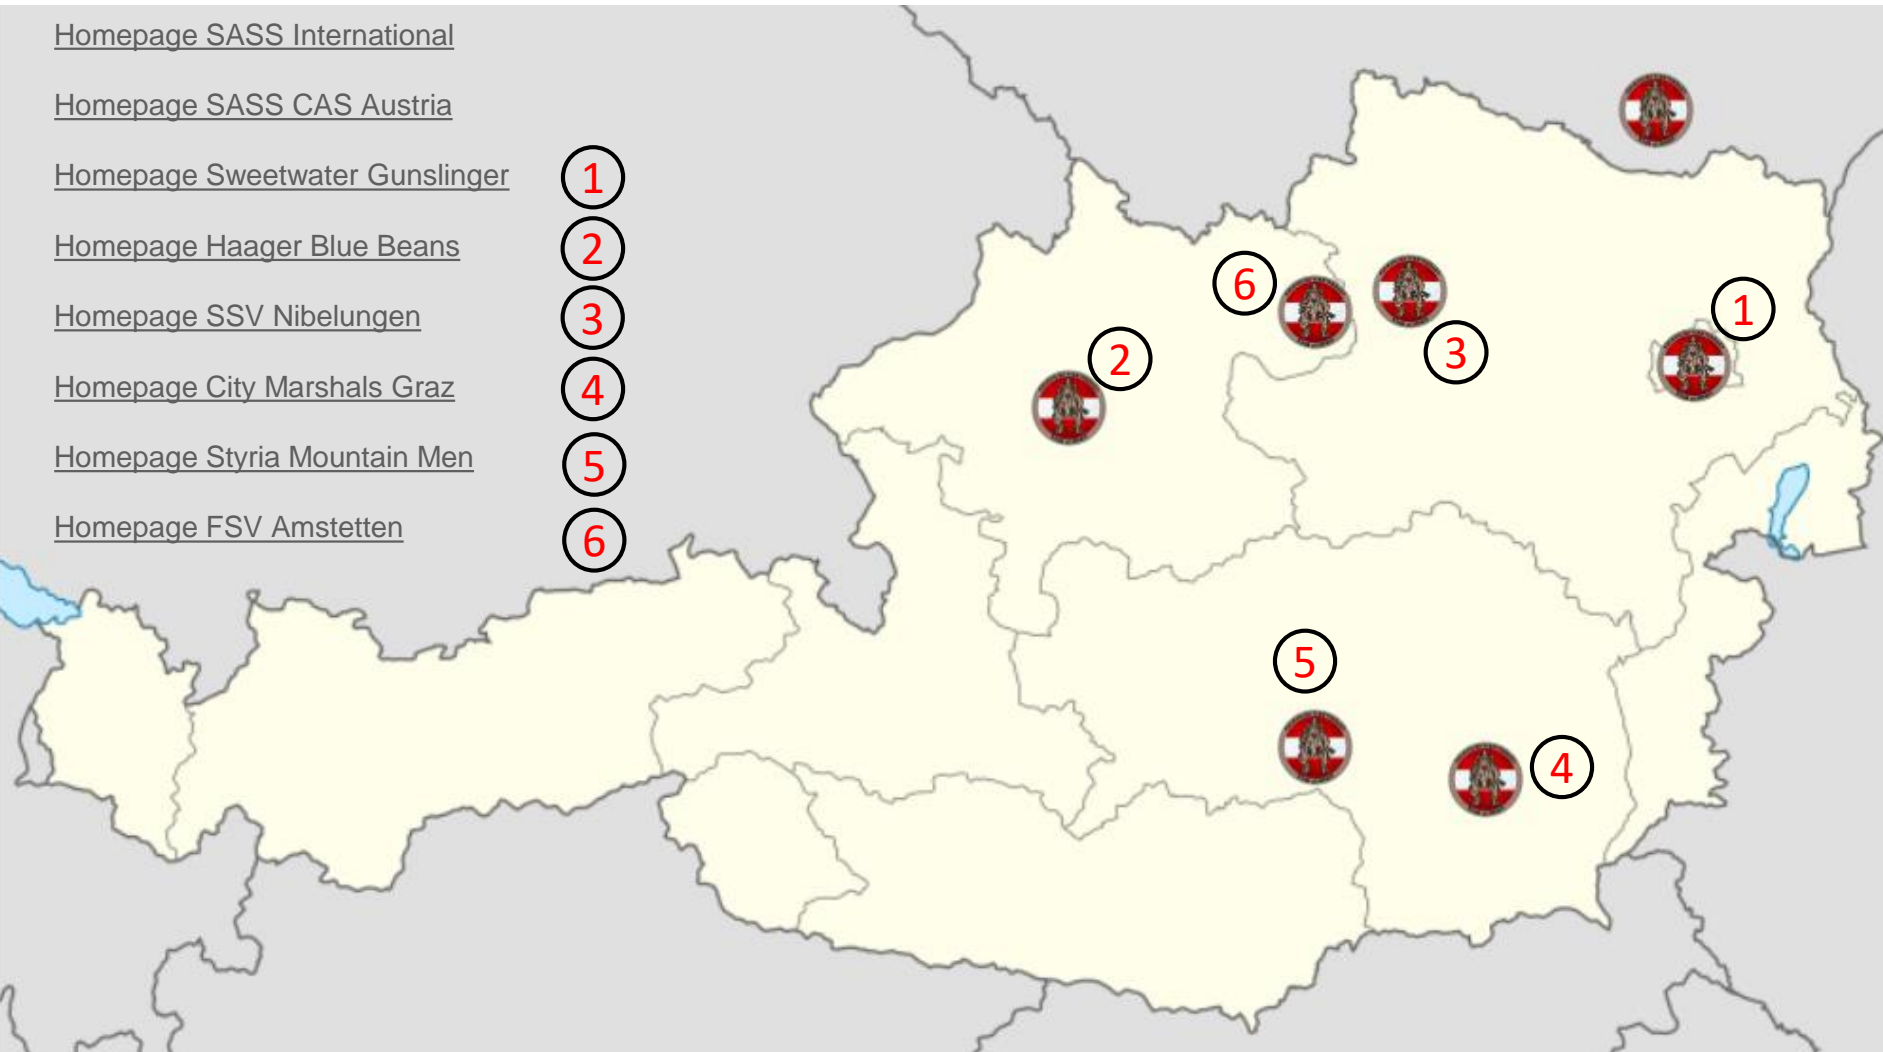 Homepage SASS International
Homepage SASS CAS Austria
Homepage Sweetwater Gunslinger 1
Homepage Haager Blue Beans 2
Homepage SSV Nibelungen 3
Homepage City Marshals Graz 4
Homepage Styria Mountain Men 5
Homepage FSV Amstetten 6
6
1
3
2
5
4